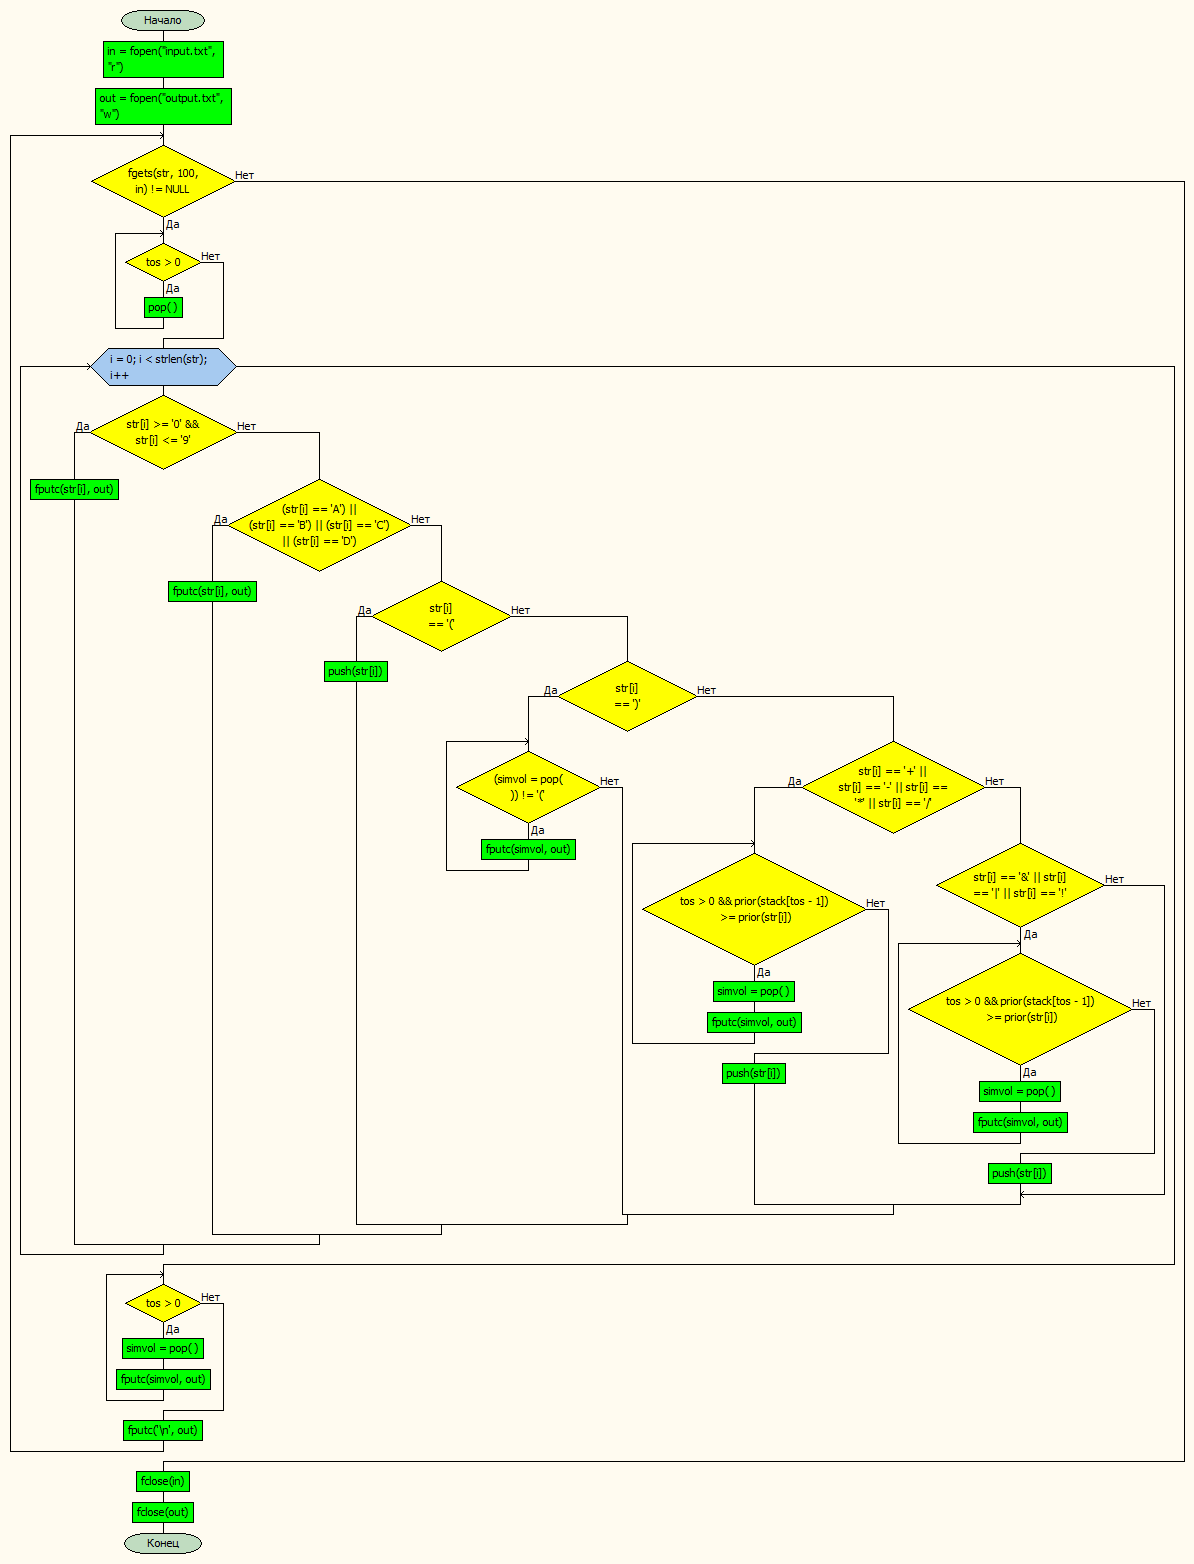 Начало
in = fopen("input.txt",
"r")
out = fopen("output.txt",
"w")
fgets(str, 100,
in) != NULL
Нет
Да
tos > 0
Нет
Да
pop( )
i = 0; i < strlen(str);
i++
str[i] >= '0' &&
str[i] <= '9'
Да
Нет
fputc(str[i], out)
(str[i] == 'A') ||
(str[i] == 'B') || (str[i] == 'C')
|| (str[i] == 'D')
Да
Нет
fputc(str[i], out)
str[i]
== '('
Да
Нет
push(str[i])
str[i]
== ')'
Да
Нет
(simvol = pop(
)) != '('
Нет
Да
fputc(simvol, out)
str[i] == '+' ||
str[i] == '-' || str[i] ==
'*' || str[i] == '/'
Да
Нет
tos > 0 && prior(stack[tos - 1])
>= prior(str[i])
Нет
Да
simvol = pop( )
fputc(simvol, out)
push(str[i])
str[i] == '&' || str[i]
== '|' || str[i] == '!'
Нет
Да
tos > 0 && prior(stack[tos - 1])
>= prior(str[i])
Нет
Да
simvol = pop( )
fputc(simvol, out)
push(str[i])
tos > 0
Нет
Да
simvol = pop( )
fputc(simvol, out)
fputc('\n', out)
fclose(in)
fclose(out)
Конец